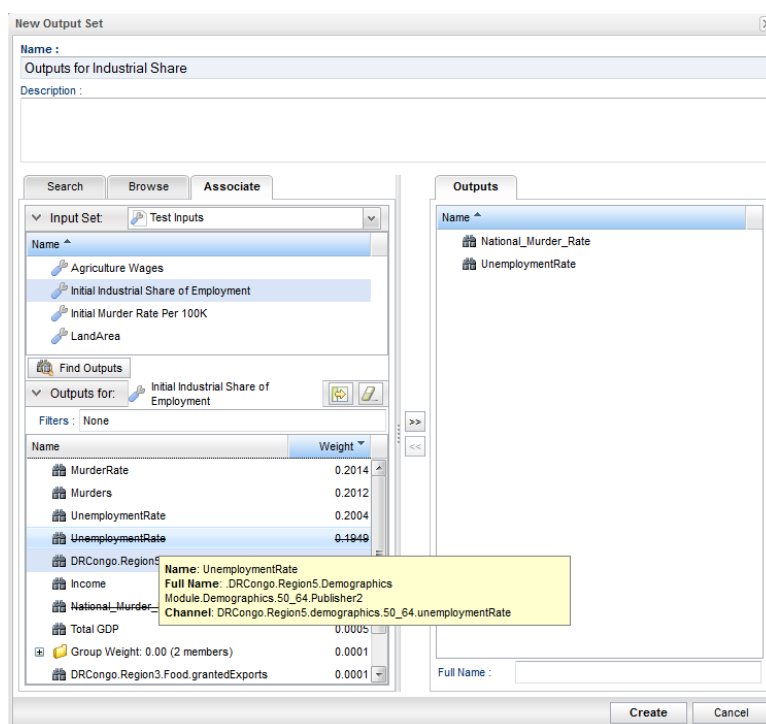 New Output Set
Name :
Outputs for Industrial Share
Description :
Search Browse Associate
Input Set: Test Inputs
Name
Agriculture Wages
Initial Industrial Share of Employment
Initial Murder Rate Per 100K
LandArea
Find Outputs
Outputs for: Initial Industrial Share of
Employment
Filters : None
Name Weight
MurderRate 0.2014
Murders 0.2012
UnemploymentRate 0.2004
UnemploymentRate 0.1949
DRCongo.Region5
Income
National_Murder_
Total GDP 0.0005
Group Weight: 0.00 (2 members) 0.0001
DRCongo.Region3.Food.grantedExports 0.0001
Name: UnemploymentRate
Full Name: .DRCongo.Region5.Demographics
Module.Demographics.50_64.Publisher2
Channel: DRCongo.Region5.demographics.50_64.unemploymentRate
>>
<<
Outputs
Name
National_Murder_Rate
UnemploymentRate
Full Name :
Create Cancel